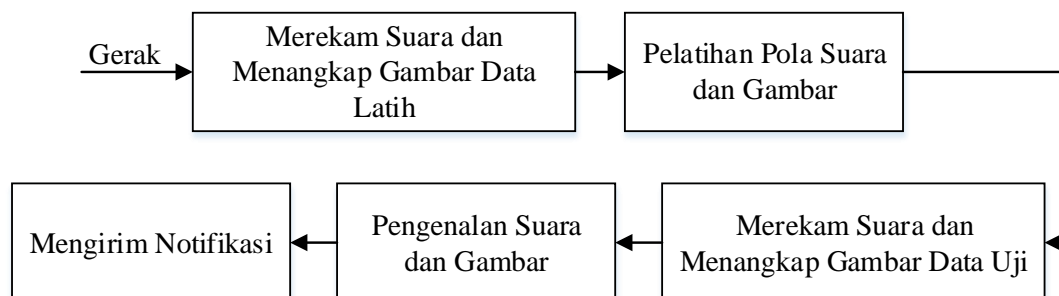 Gerak
Merekam Suara dan
Menangkap Gambar Data
Latih
Pelatihan Pola Suara
dan Gambar
Mengirim Notifikasi
Pengenalan Suara
dan Gambar
Merekam Suara dan
Menangkap Gambar Data Uji